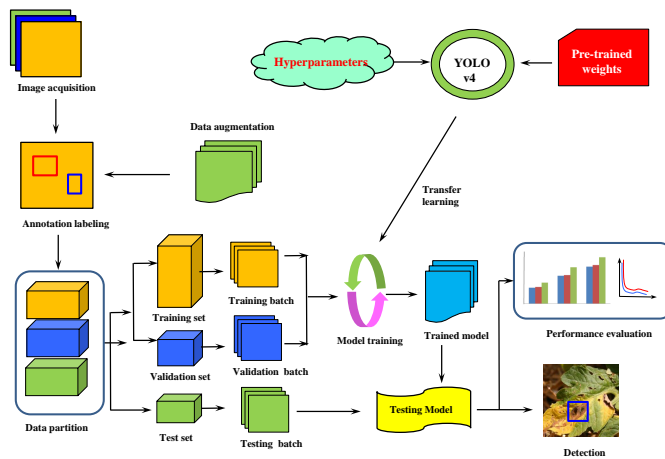 Image acquisition
Hyperparameters
YOLO
v4
Pre-trained
weights
Data augmentation
Annotation labeling
Transfer
learning
Training set
Training batch
Validation set
Validation batch
Model training
Trained model
Performance evaluation
Data partition
Test set
Testing batch
Testing Model
Detection